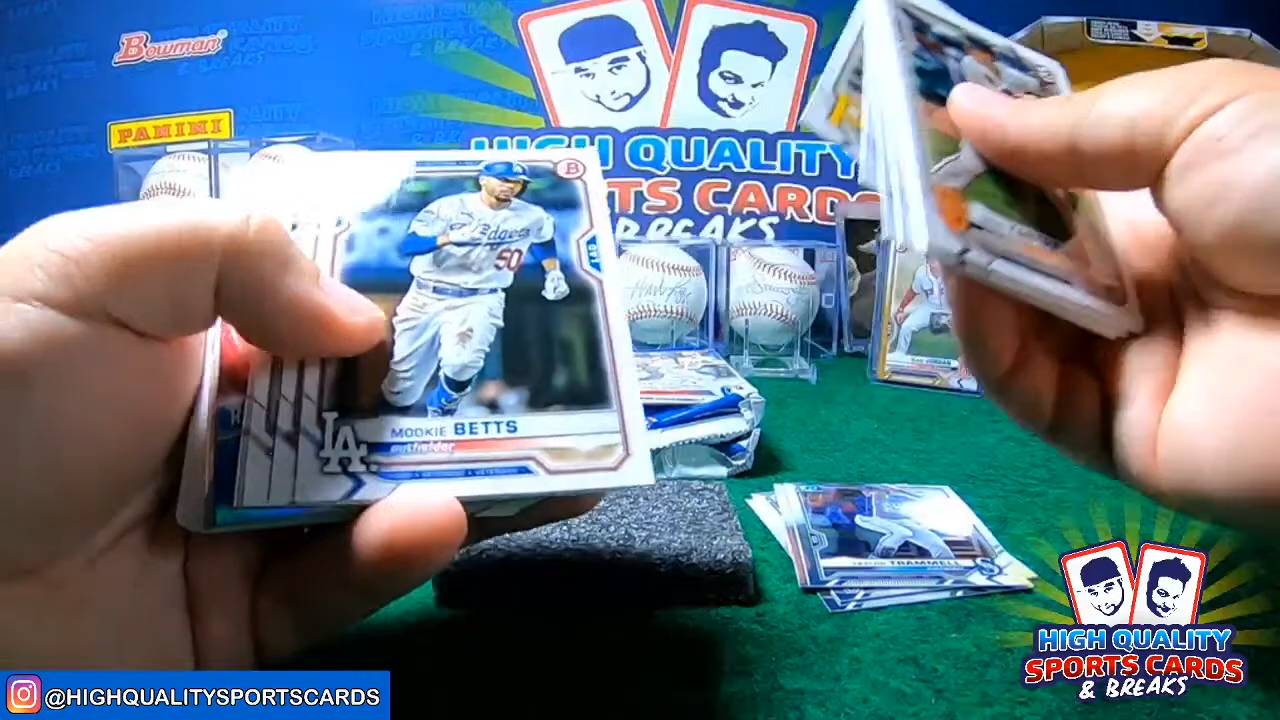 Bowman
PANINI
HIGH QUALITY
SPORTS CARDS
& BREAKS
B
Dodgers
50
LAD
LA
MOOKIE BETTS
outfielder
TRAMMELL
HIGH QUALITY
SPORTS CARDS
& BREAKS
@HIGHQUALITYSPORTSCARDS